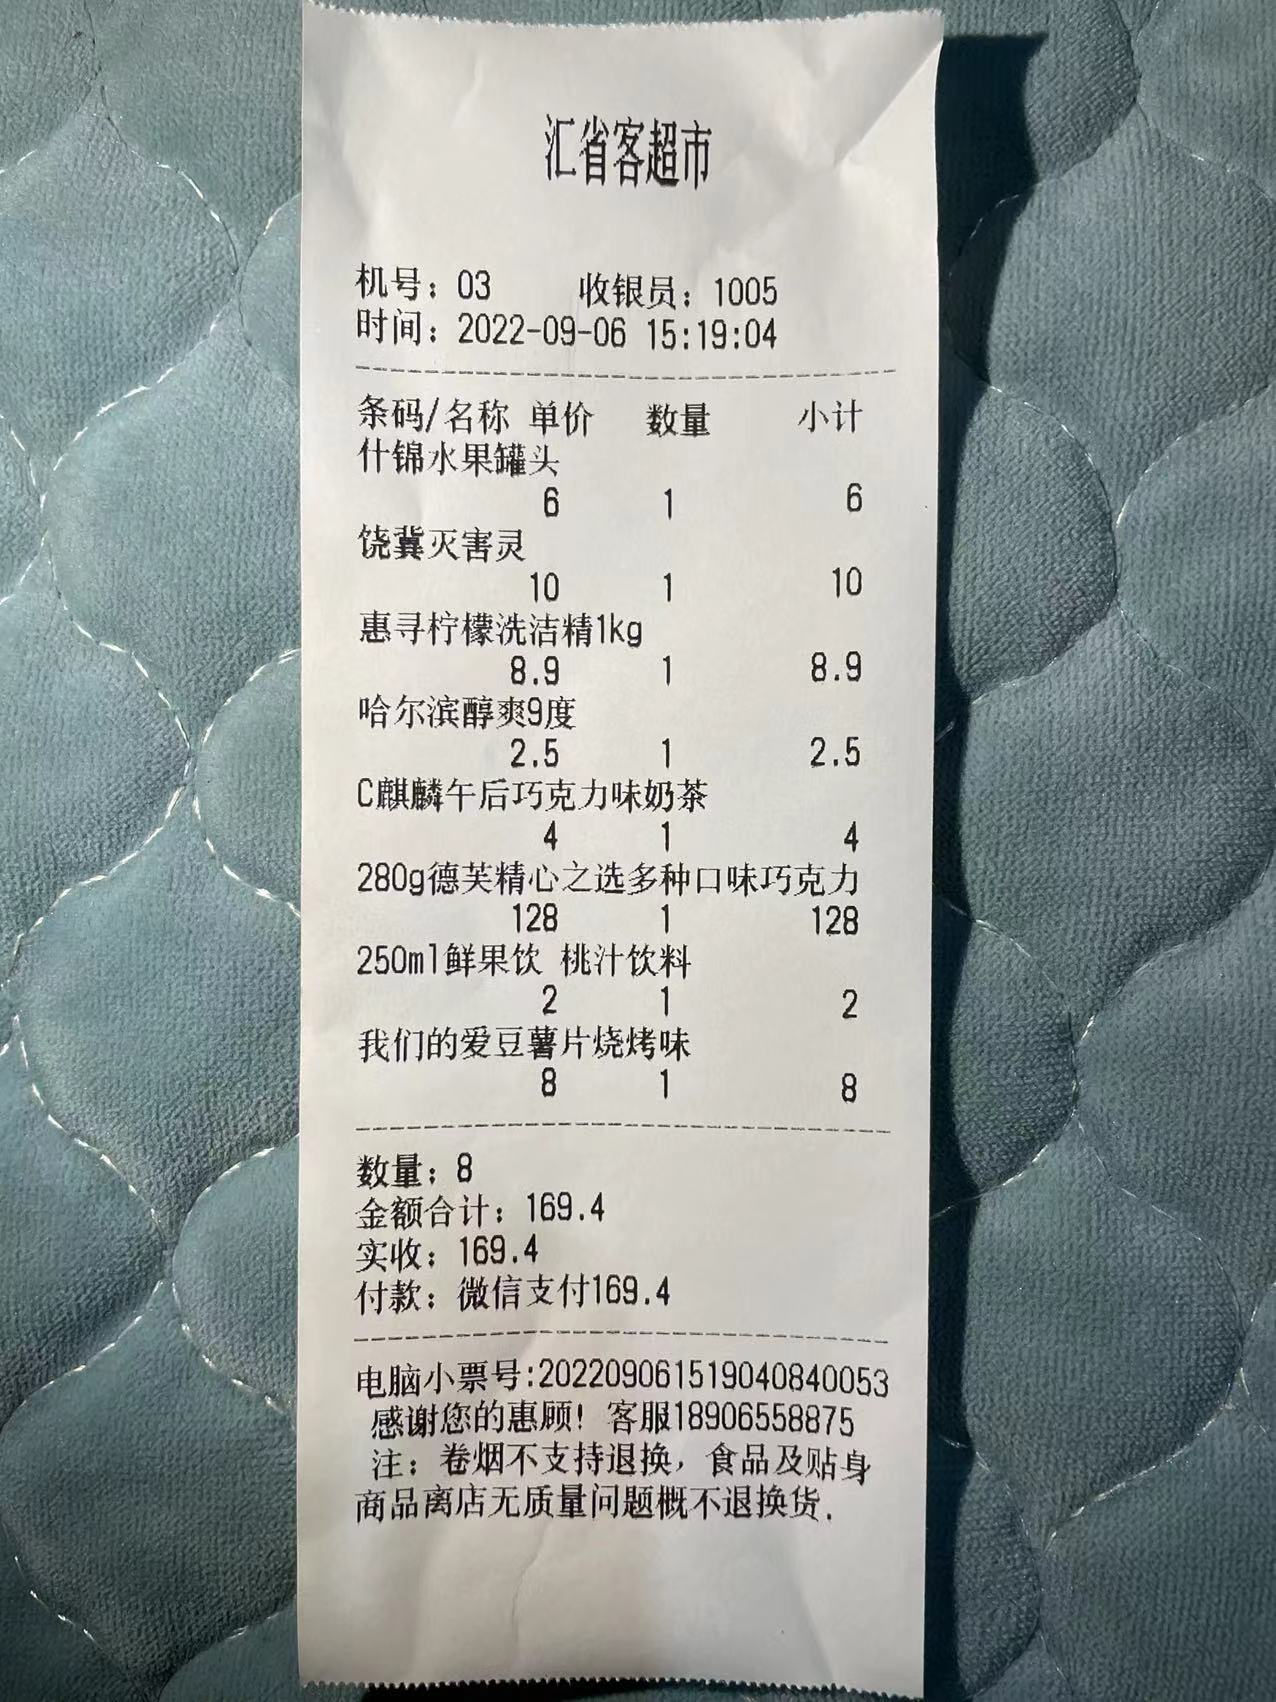 汇省客超市
机号：03 收银员：1005
时间：2022-09-06 15:19:04
条码/名称 单价 数量 小计
什锦水果罐头
6 1 6
饶冀灭害灵
10 1 10
惠寻柠檬洗洁精1kg
8.9 1 8.9
哈尔滨醇爽9度
2.5 1 2.5
C麒麟午后巧克力味奶茶
4 1 4
280g德芙精心之选多种口味巧克力
128 1 128
250ml鲜果饮 桃汁饮料
2 1 2
我们的爱豆薯片烧烤味
8 1 8
数量：8
金额合计：169.4
实收：169.4
付款：微信支付169.4
电脑小票号:202209061519040840053
感谢您的惠顾！客服18906558875
注：卷烟不支持退换，食品及贴身
商品离店无质量问题概不退换货.